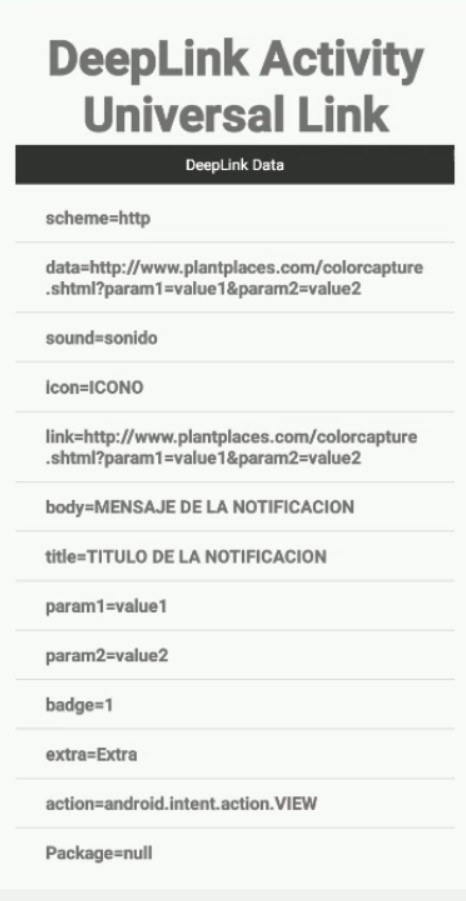 DeepLink Activity
Universal Link
DeepLink Data
scheme=http
data=http://www.plantplaces.com/colorcapture
.shtml?param1=value1&param2=value2
sound=sonido
icon=ICONO
link=http://www.plantplaces.com/colorcapture
.shtml?param1=value1&param2=value2
body=MENSAJE DE LA NOTIFICACION
title=TITULO DE LA NOTIFICACION
param1=value1
param2=value2
badge=1
extra=Extra
action=android.intent.action.VIEW
Package=null